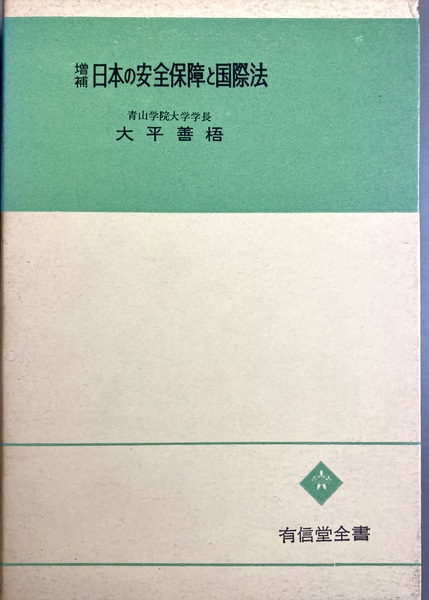 増補 日本の安全保障と国際法
青山学院大学学長
大平善梧
有信堂全書